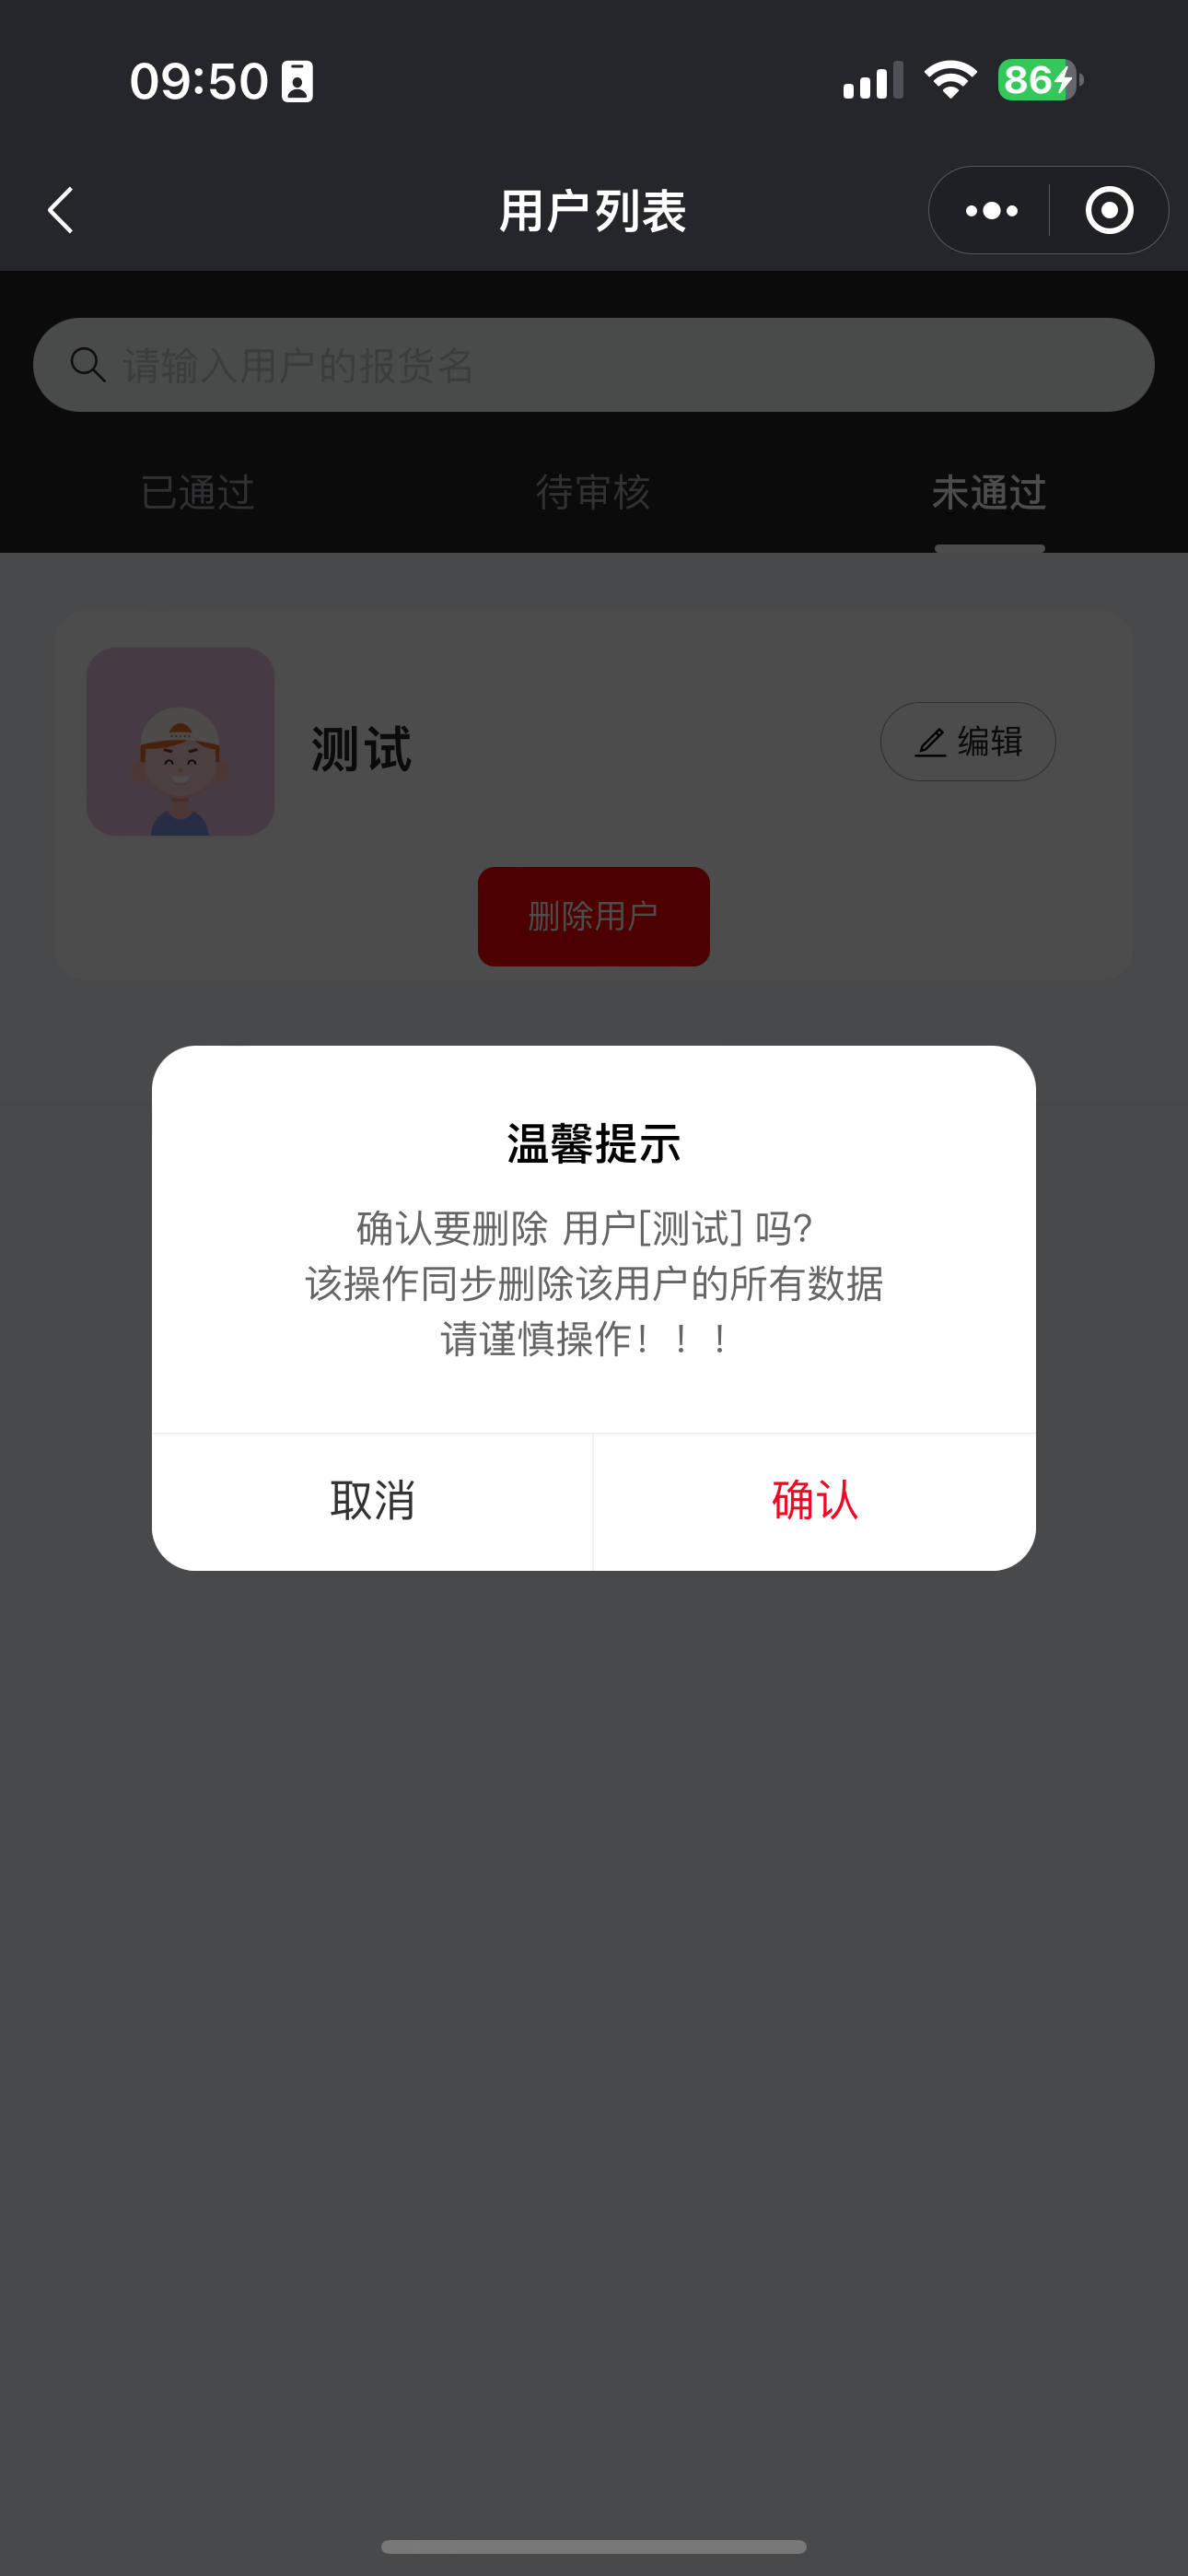 09:50
86
用户列表
请输入用户的报货名
已通过
待审核
未通过
测试
编辑
删除用户
温馨提示
确认要删除 用户[测试] 吗?
该操作同步删除该用户的所有数据
请谨慎操作！！！
取消
确认